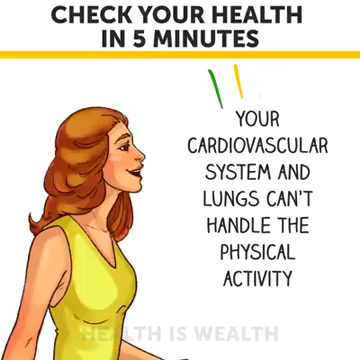 CHECK YOUR HEALTH
IN 5 MINUTES
YOUR
CARDIOVASCULAR
SYSTEM AND
LUNGS CAN'T
HANDLE THE
PHYSICAL
ACTIVITY
HEALTH IS WEALTH